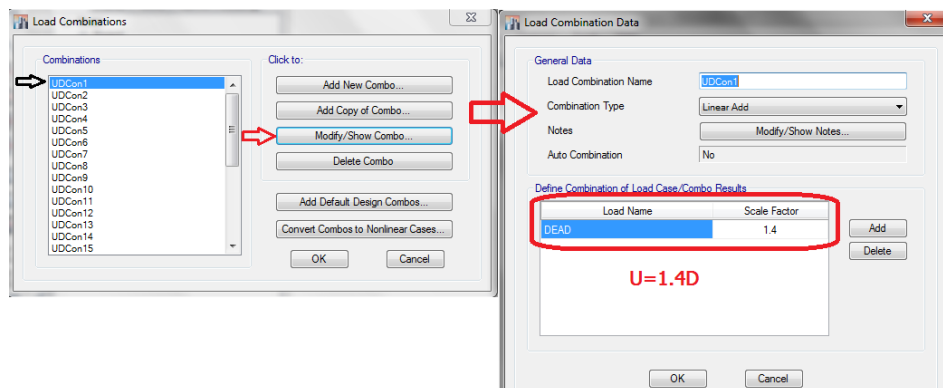 Load Combinations
Combinations
UDCon1
UDCon2
UDCon3
UDCon4
UDCon5
UDCon6
UDCon7
UDCon8
UDCon9
UDCon10
UDCon11
UDCon12
UDCon13
UDCon14
UDCon15
Click to:
Add New Combo...
Add Copy of Combo...
Modify/Show Combo...
Delete Combo
Add Default Design Combos...
Convert Combos to Nonlinear Cases...
OK Cancel
Load Combination Data
General Data
Load Combination Name UDCon1
Combination Type Linear Add
Notes Modify/Show Notes...
Auto Combination No
Define Combination of Load Case/Combo Results
Load Name Scale Factor
DEAD 1.4
Add
Delete
U=1.4D
OK Cancel